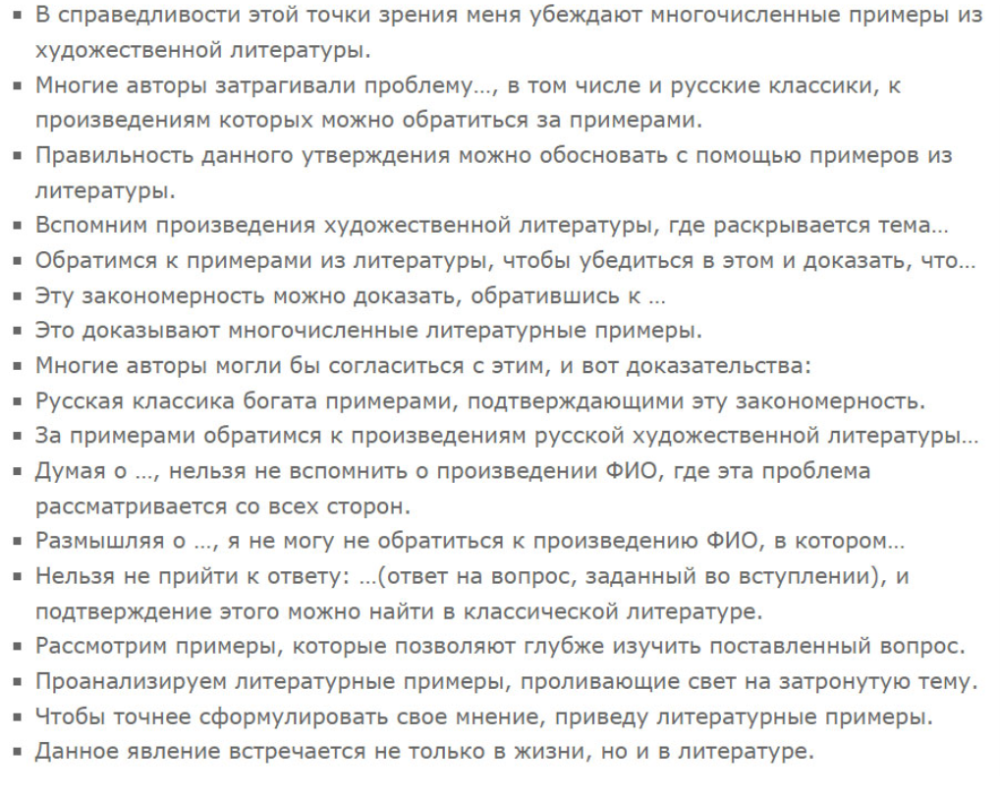 ▪ В справедливости этой точки зрения меня убеждают многочисленные примеры из
художественной литературы.
▪ Многие авторы затрагивали проблему…, в том числе и русские классики, к
произведениям которых можно обратиться за примерами.
▪ Правильность данного утверждения можно обосновать с помощью примеров из
литературы.
▪ Вспомним произведения художественной литературы, где раскрывается тема…
▪ Обратимся к примерами из литературы, чтобы убедиться в этом и доказать, что…
▪ Эту закономерность можно доказать, обратившись к …
▪ Это доказывают многочисленные литературные примеры.
▪ Многие авторы могли бы согласиться с этим, и вот доказательства:
▪ Русская классика богата примерами, подтверждающими эту закономерность.
▪ За примерами обратимся к произведениям русской художественной литературы…
▪ Думая о …, нельзя не вспомнить о произведении ФИО, где эта проблема
рассматривается со всех сторон.
▪ Размышляя о …, я не могу не обратиться к произведению ФИО, в котором…
▪ Нельзя не прийти к ответу: …(ответ на вопрос, заданный во вступлении), и
подтверждение этого можно найти в классической литературе.
▪ Рассмотрим примеры, которые позволяют глубже изучить поставленный вопрос.
▪ Проанализируем литературные примеры, проливающие свет на затронутую тему.
▪ Чтобы точнее сформулировать свое мнение, приведу литературные примеры.
▪ Данное явление встречается не только в жизни, но и в литературе.